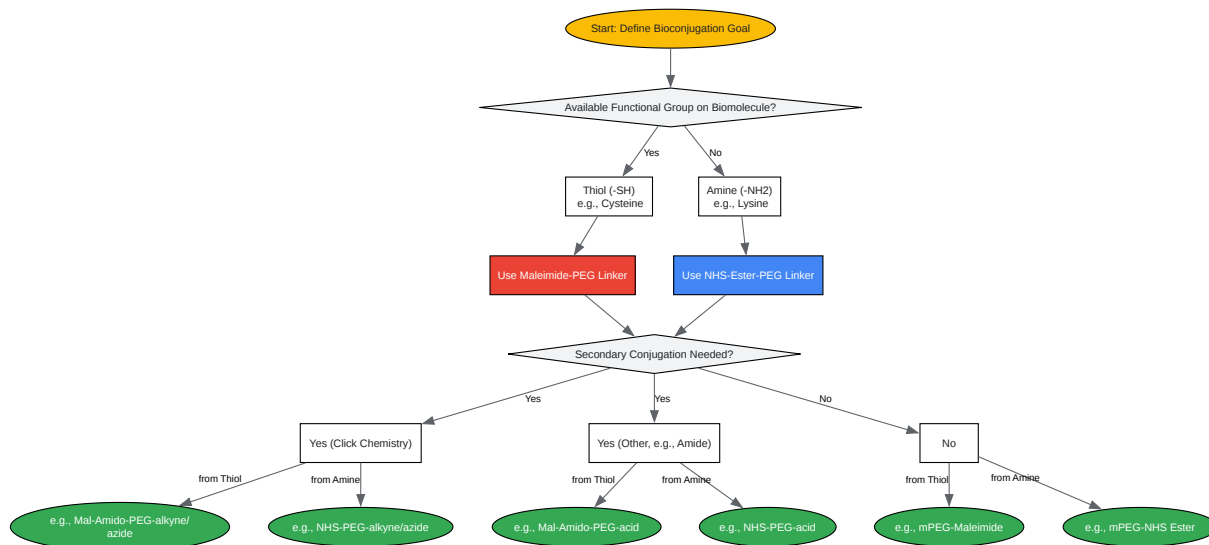 Start: Define Bioconjugation Goal
Available Functional Group on Biomolecule?
Yes
No
Thiol (-SH)
e.g., Cysteine
Amine (-NH2)
e.g., Lysine
Use Maleimide-PEG Linker
Use NHS-Ester-PEG Linker
Secondary Conjugation Needed?
Yes
Yes
No
Yes (Click Chemistry)
Yes (Other, e.g., Amide)
No
from Thiol
from Amine
from Thiol
from Amine
from Thiol
from Amine
e.g., Mal-Amido-PEG-alkyne/
azide
e.g., NHS-PEG-alkyne/azide
e.g., Mal-Amido-PEG-acid
e.g., NHS-PEG-acid
e.g., mPEG-Maleimide
e.g., mPEG-NHS Ester